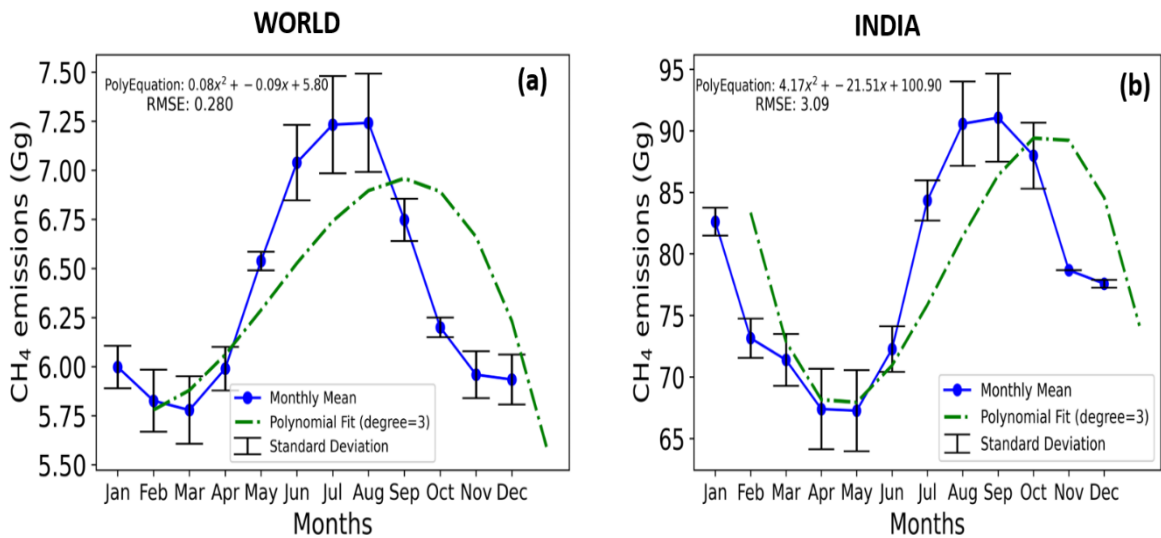 WORLD
(a)
PolyEquation: 0.08x² + −0.09x + 5.80
RMSE: 0.280
CH₄ emissions (Gg)
7.50
7.25
7.00
6.75
6.50
6.25
6.00
5.75
5.50
Monthly Mean
Polynomial Fit (degree=3)
Standard Deviation
Jan Feb Mar Apr May Jun Jul Aug Sep Oct Nov Dec
Months
INDIA
(b)
PolyEquation: 4.17x² + −21.51x + 100.90
RMSE: 3.09
CH₄ emissions (Gg)
95
90
85
80
75
70
65
Monthly Mean
Polynomial Fit (degree=3)
Standard Deviation
Jan Feb Mar Apr May Jun Jul Aug Sep Oct Nov Dec
Months